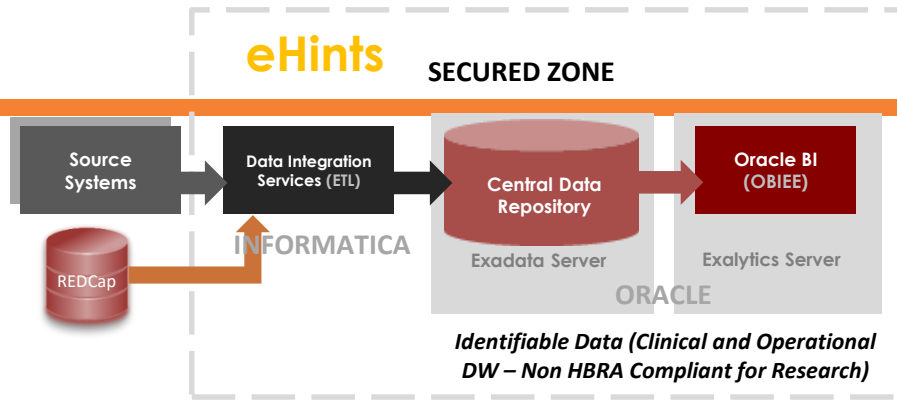 eHints
SECURED ZONE
Source
Systems
Data Integration
Services (ETL)
Central Data
Repository
Oracle BI
(OBIEE)
INFORMATICA
REDCap
Exadata Server
Exalytics Server
ORACLE
Identifiable Data (Clinical and Operational
DW – Non HBRA Compliant for Research)